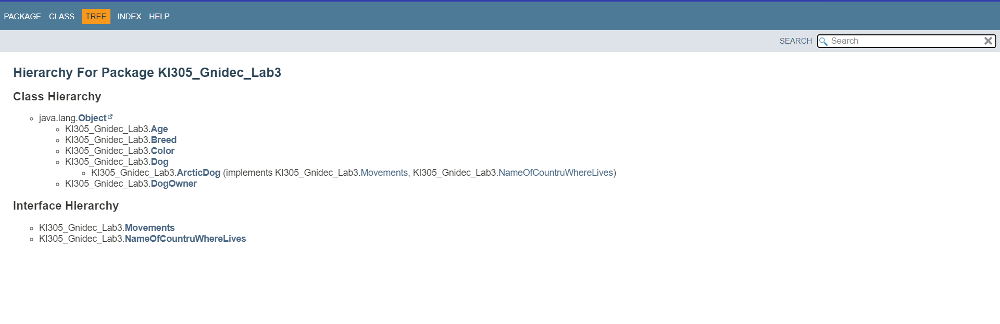 PACKAGE CLASS TREE INDEX HELP
SEARCH Search
Hierarchy For Package KI305_Gnidec_Lab3
Class Hierarchy
java.lang.Object
KI305_Gnidec_Lab3.Age
KI305_Gnidec_Lab3.Breed
KI305_Gnidec_Lab3.Color
KI305_Gnidec_Lab3.Dog
KI305_Gnidec_Lab3.ArcticDog (implements KI305_Gnidec_Lab3.Movements, KI305_Gnidec_Lab3.NameOfCountruWhereLives)
KI305_Gnidec_Lab3.DogOwner
Interface Hierarchy
KI305_Gnidec_Lab3.Movements
KI305_Gnidec_Lab3.NameOfCountruWhereLives